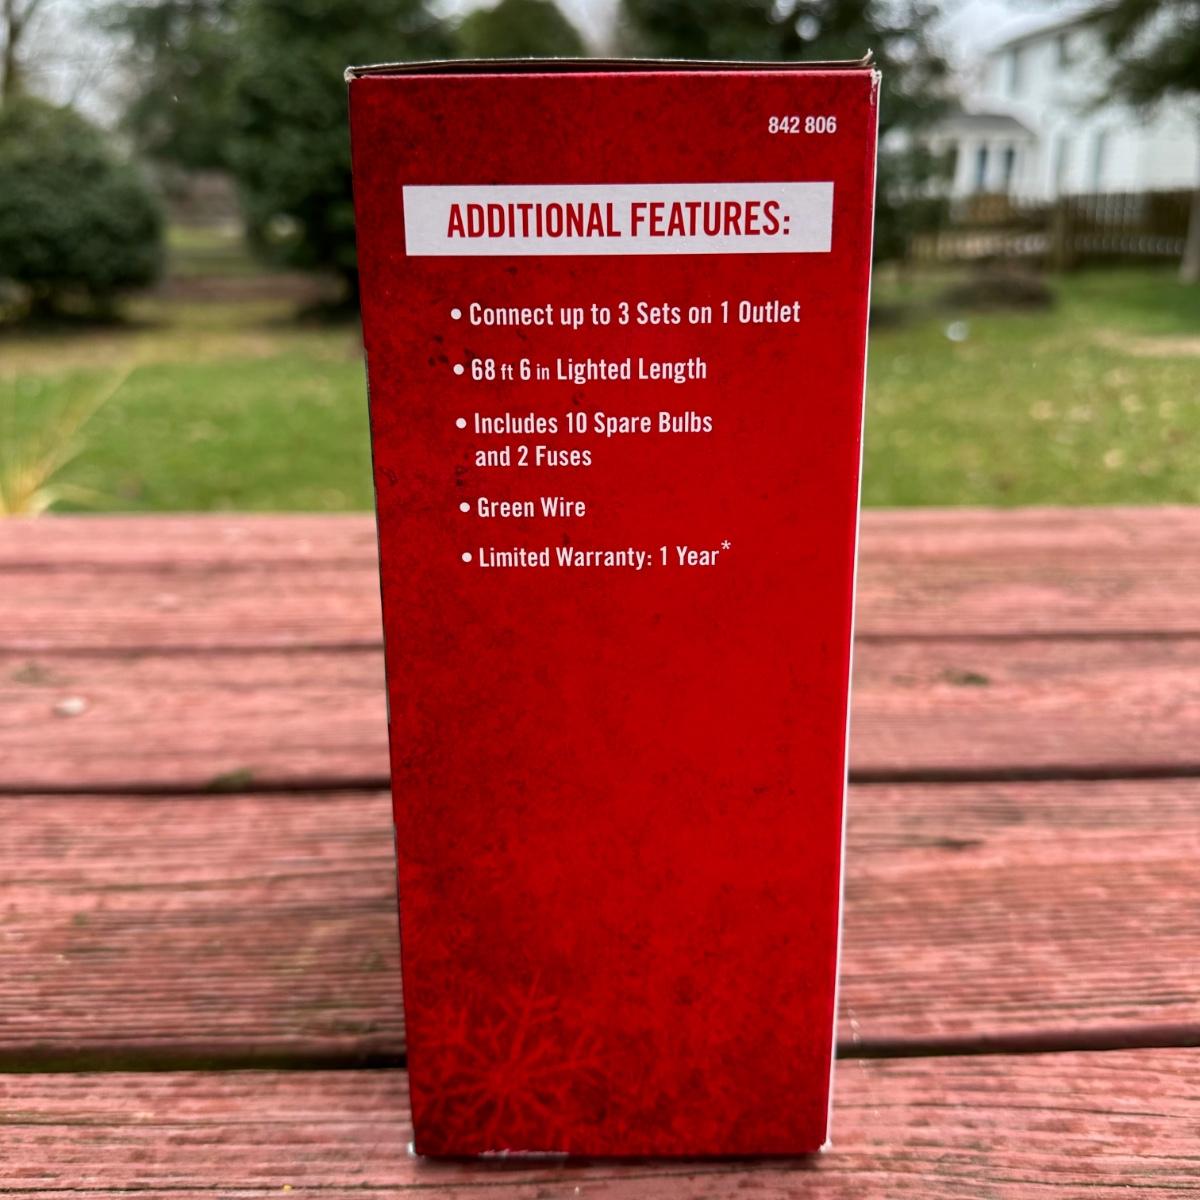 842 806
ADDITIONAL FEATURES:
• Connect up to 3 Sets on 1 Outlet
• 68 ft 6 in Lighted Length
• Includes 10 Spare Bulbs
and 2 Fuses
• Green Wire
• Limited Warranty: 1 Year*